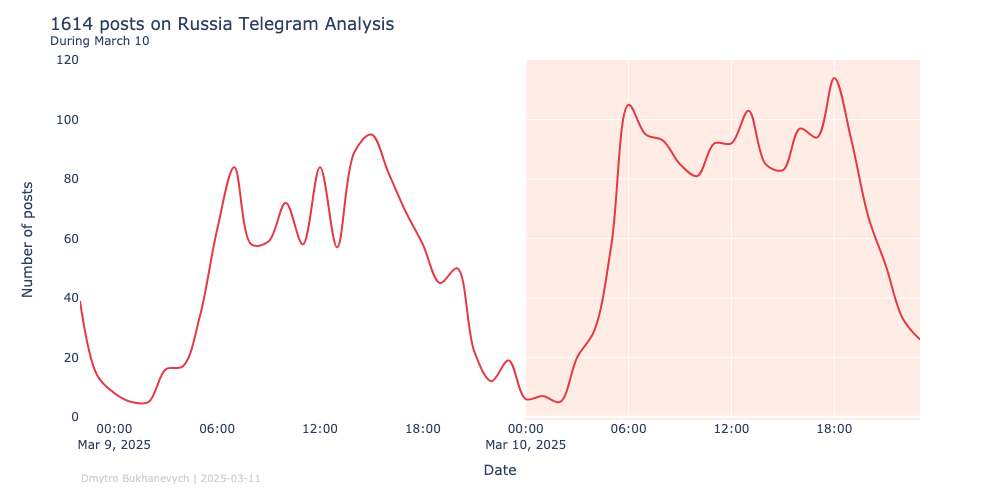 1614 posts on Russia Telegram Analysis
During March 10
120
100
80
60
40
20
0
Number of posts
00:00 06:00 12:00 18:00 00:00 06:00 12:00 18:00
Mar 9, 2025 Mar 10, 2025
Date
Dmytro Bukhanevych | 2025-03-11